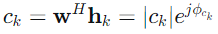 $c_k = \mathbf{w}^H \mathbf{h}_k = |c_k| e^{j\phi_{c_k}}$